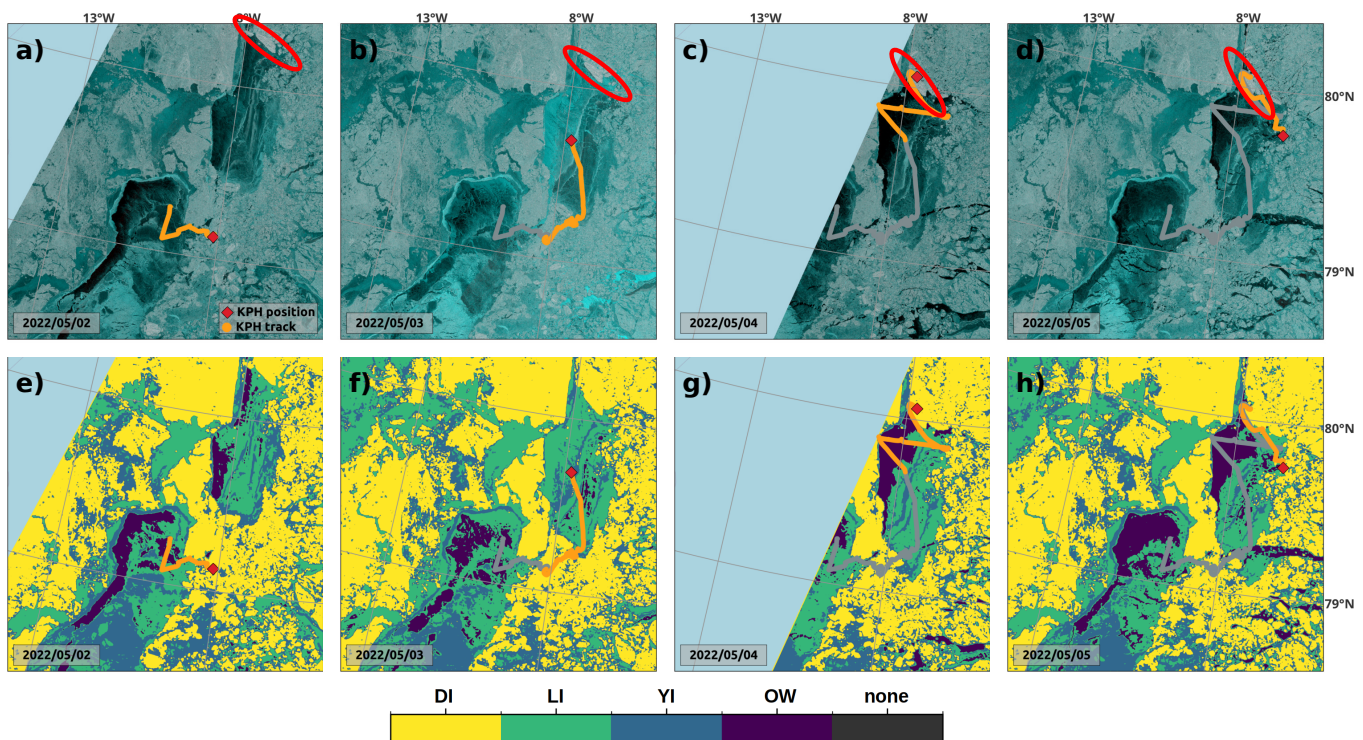 13°W 8°W 8°W 13°W 8°W 13°W 8°W
a) b) c) d)
80°N
79°N
KPH position
KPH track
2022/05/02 2022/05/03 2022/05/04 2022/05/05
e) f) g) h)
80°N
79°N
2022/05/02 2022/05/03 2022/05/04 2022/05/05
DI LI YI OW none